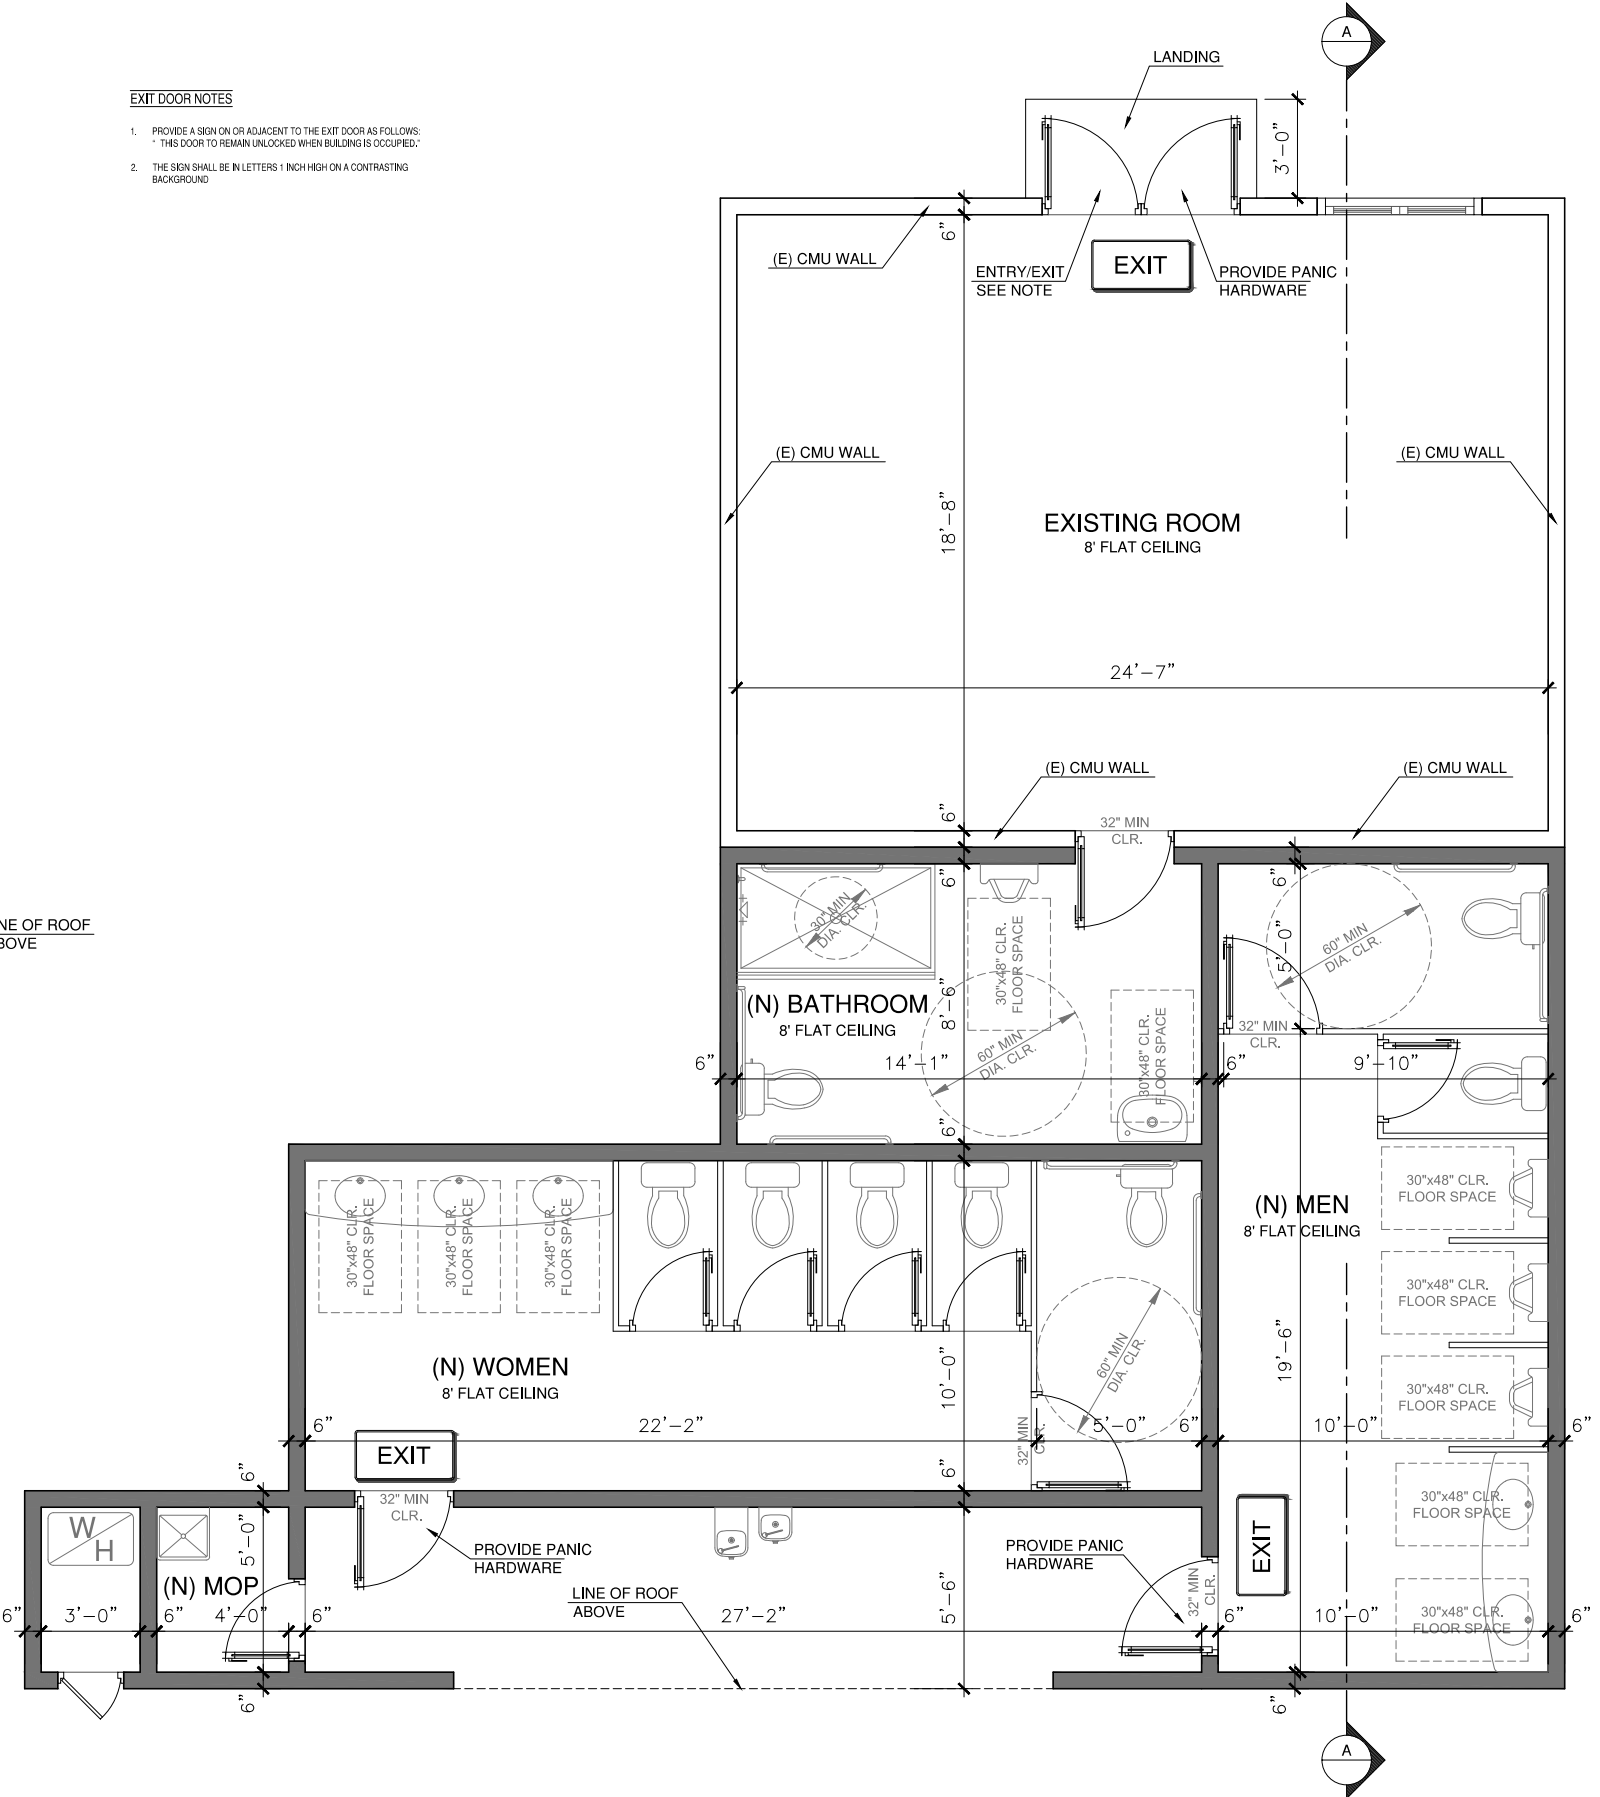 A
LANDING
EXIT DOOR NOTES
1. PROVIDE A SIGN ON OR ADJACENT TO THE EXIT DOOR AS FOLLOWS:
" THIS DOOR TO REMAIN UNLOCKED WHEN BUILDING IS OCCUPIED."
2. THE SIGN SHALL BE IN LETTERS 1 INCH HIGH ON A CONTRASTING
BACKGROUND
3'-0"
6"
(E) CMU WALL
ENTRY/EXIT
SEE NOTE
EXIT
PROVIDE PANIC
HARDWARE
(E) CMU WALL
(E) CMU WALL
18'-8"
EXISTING ROOM
8' FLAT CEILING
24'-7"
(E) CMU WALL
(E) CMU WALL
6"
32" MIN
CLR.
6"
6"
NE OF ROOF
BOVE
30" MIN
DIA. CLR.
30"x48" CLR.
FLOOR SPACE
60" MIN
DIA. CLR.
5'-0"
(N) BATHROOM
8' FLAT CEILING
8'-6"
60" MIN
DIA. CLR.
30"x48" CLR.
FLOOR SPACE
32" MIN
CLR.
6"
14'-1"
6"
9'-10"
6"
30"x48" CLR.
FLOOR SPACE
30"x48" CLR.
FLOOR SPACE
30"x48" CLR.
FLOOR SPACE
30"x48" CLR.
FLOOR SPACE
(N) MEN
8' FLAT CEILING
30"x48" CLR.
FLOOR SPACE
60" MIN
DIA. CLR.
19'-6"
(N) WOMEN
8' FLAT CEILING
10'-0"
30"x48" CLR.
FLOOR SPACE
6"
22'-2"
32" MIN
CLR.
5'-0"
6"
10'-0"
6"
EXIT
6"
6"
32" MIN
CLR.
30"x48" CLR.
FLOOR SPACE
W
H
5'-0"
PROVIDE PANIC
HARDWARE
PROVIDE PANIC
HARDWARE
EXIT
(N) MOP
LINE OF ROOF
ABOVE
5'-6"
32" MIN
CLR.
6"
3'-0"
6"
4'-0"
6"
27'-2"
6"
10'-0"
30"x48" CLR.
FLOOR SPACE
6"
6"
6"
A